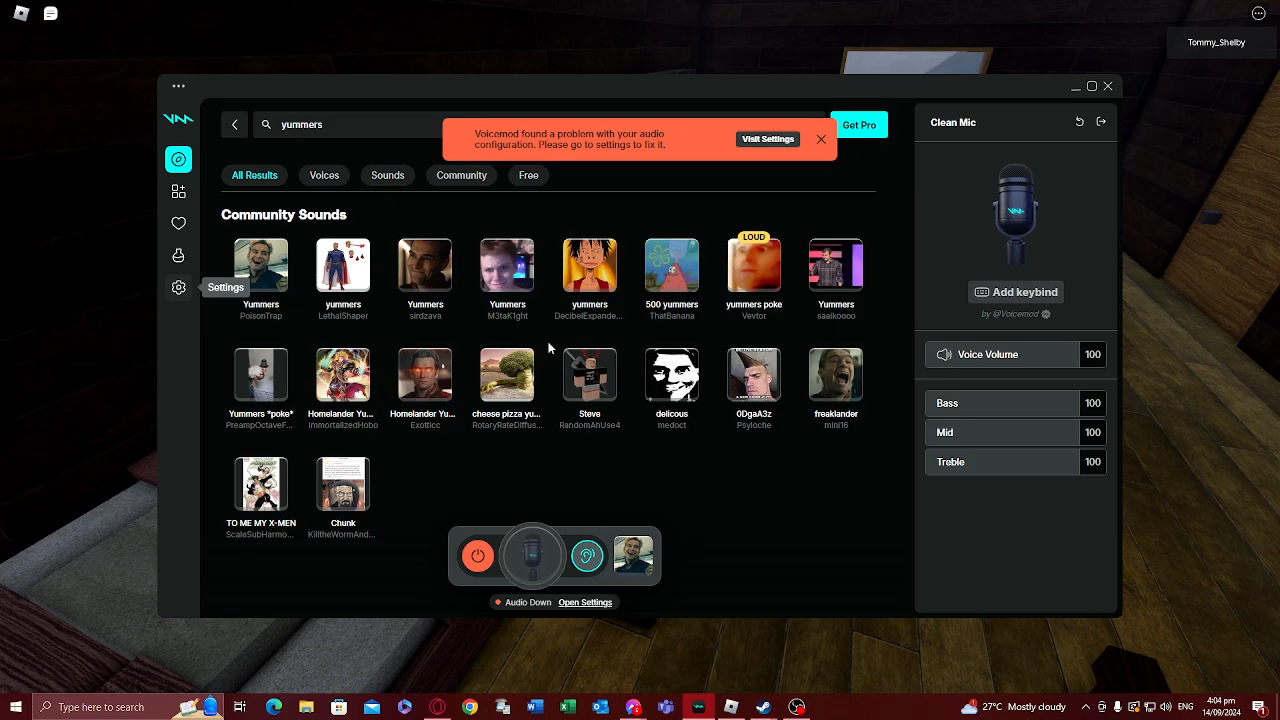 Tommy_Shelby
yummers
Voicemod found a problem with your audio
configuration. Please go to settings to fix it.
Visit Settings
Get Pro
Clean Mic
All Results
Voices
Sounds
Community
Free
Community Sounds
LOUD
Settings
Yummers
yummers
Yummers
Yummers
yummers
500 yummers
yummers poke
Yummers
PoisonTrap
LethalShaper
sirdzava
M3taK1ght
DecibelExpande...
ThatBanana
Vevtor
saaikoooo
Add keybind
by @Voicemod
Voice Volume
100
Bass
100
Mid
100
Treble
100
Yummers *poke*
Homelander Yu...
Homelander Yu...
cheese pizza yu...
Steve
delicous
0DgaA3z
freaklander
PreampOctaveF...
ImmortalizedHobo
Exotticc
RotaryRateDiffus...
RandomAhUse4
medoct
Psyloche
mini16
TO ME MY X-MEN
Chunk
ScaleSubHarmo...
KilltheWormAnd...
Audio Down
Open Settings
Type here to search
27°C Mostly cloudy
4:04 pm
14/09/2024